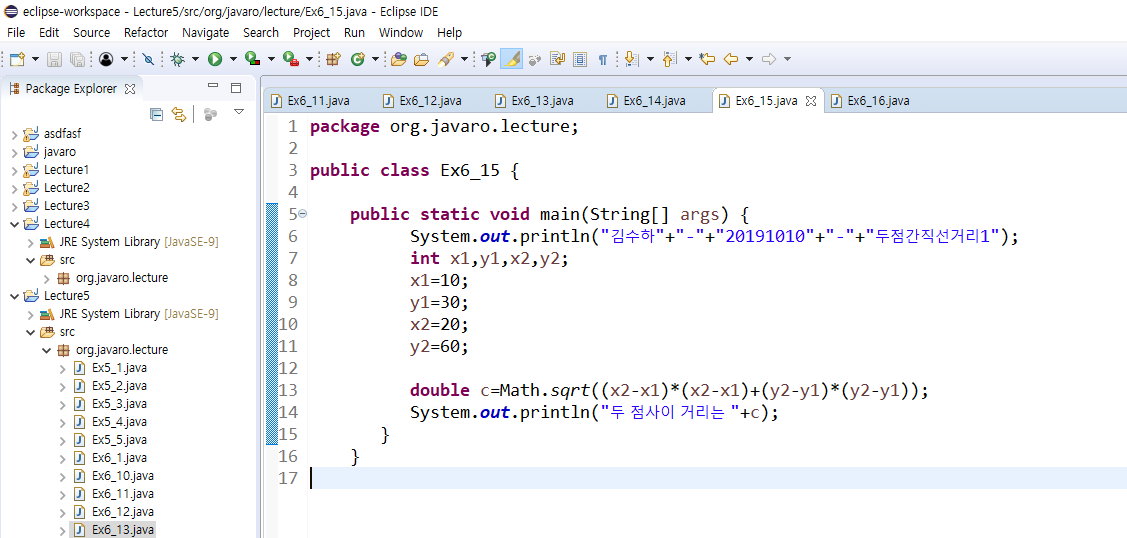 eclipse-workspace - Lecture5/src/org/javaro/lecture/Ex6_15.java - Eclipse IDE
File Edit Source Refactor Navigate Search Project Run Window Help
Package Explorer
asdfasf
javaro
Lecture1
Lecture2
Lecture3
Lecture4
JRE System Library [JavaSE-9]
src
org.javaro.lecture
Lecture5
JRE System Library [JavaSE-9]
src
org.javaro.lecture
Ex5_1.java
Ex5_2.java
Ex5_3.java
Ex5_4.java
Ex5_5.java
Ex6_1.java
Ex6_10.java
Ex6_11.java
Ex6_12.java
Ex6_13.java
Ex6_11.java Ex6_12.java Ex6_13.java Ex6_14.java Ex6_15.java Ex6_16.java
1 package org.javaro.lecture;
2
3 public class Ex6_15 {
4
5 public static void main(String[] args) {
6 System.out.println("김수하"+"-"+"20191010"+"-"+"두점간직선거리1");
7 int x1,y1,x2,y2;
8 x1=10;
9 y1=30;
10 x2=20;
11 y2=60;
12
13 double c=Math.sqrt((x2-x1)*(x2-x1)+(y2-y1)*(y2-y1));
14 System.out.println("두 점사이 거리는 "+c);
15 }
16 }
17